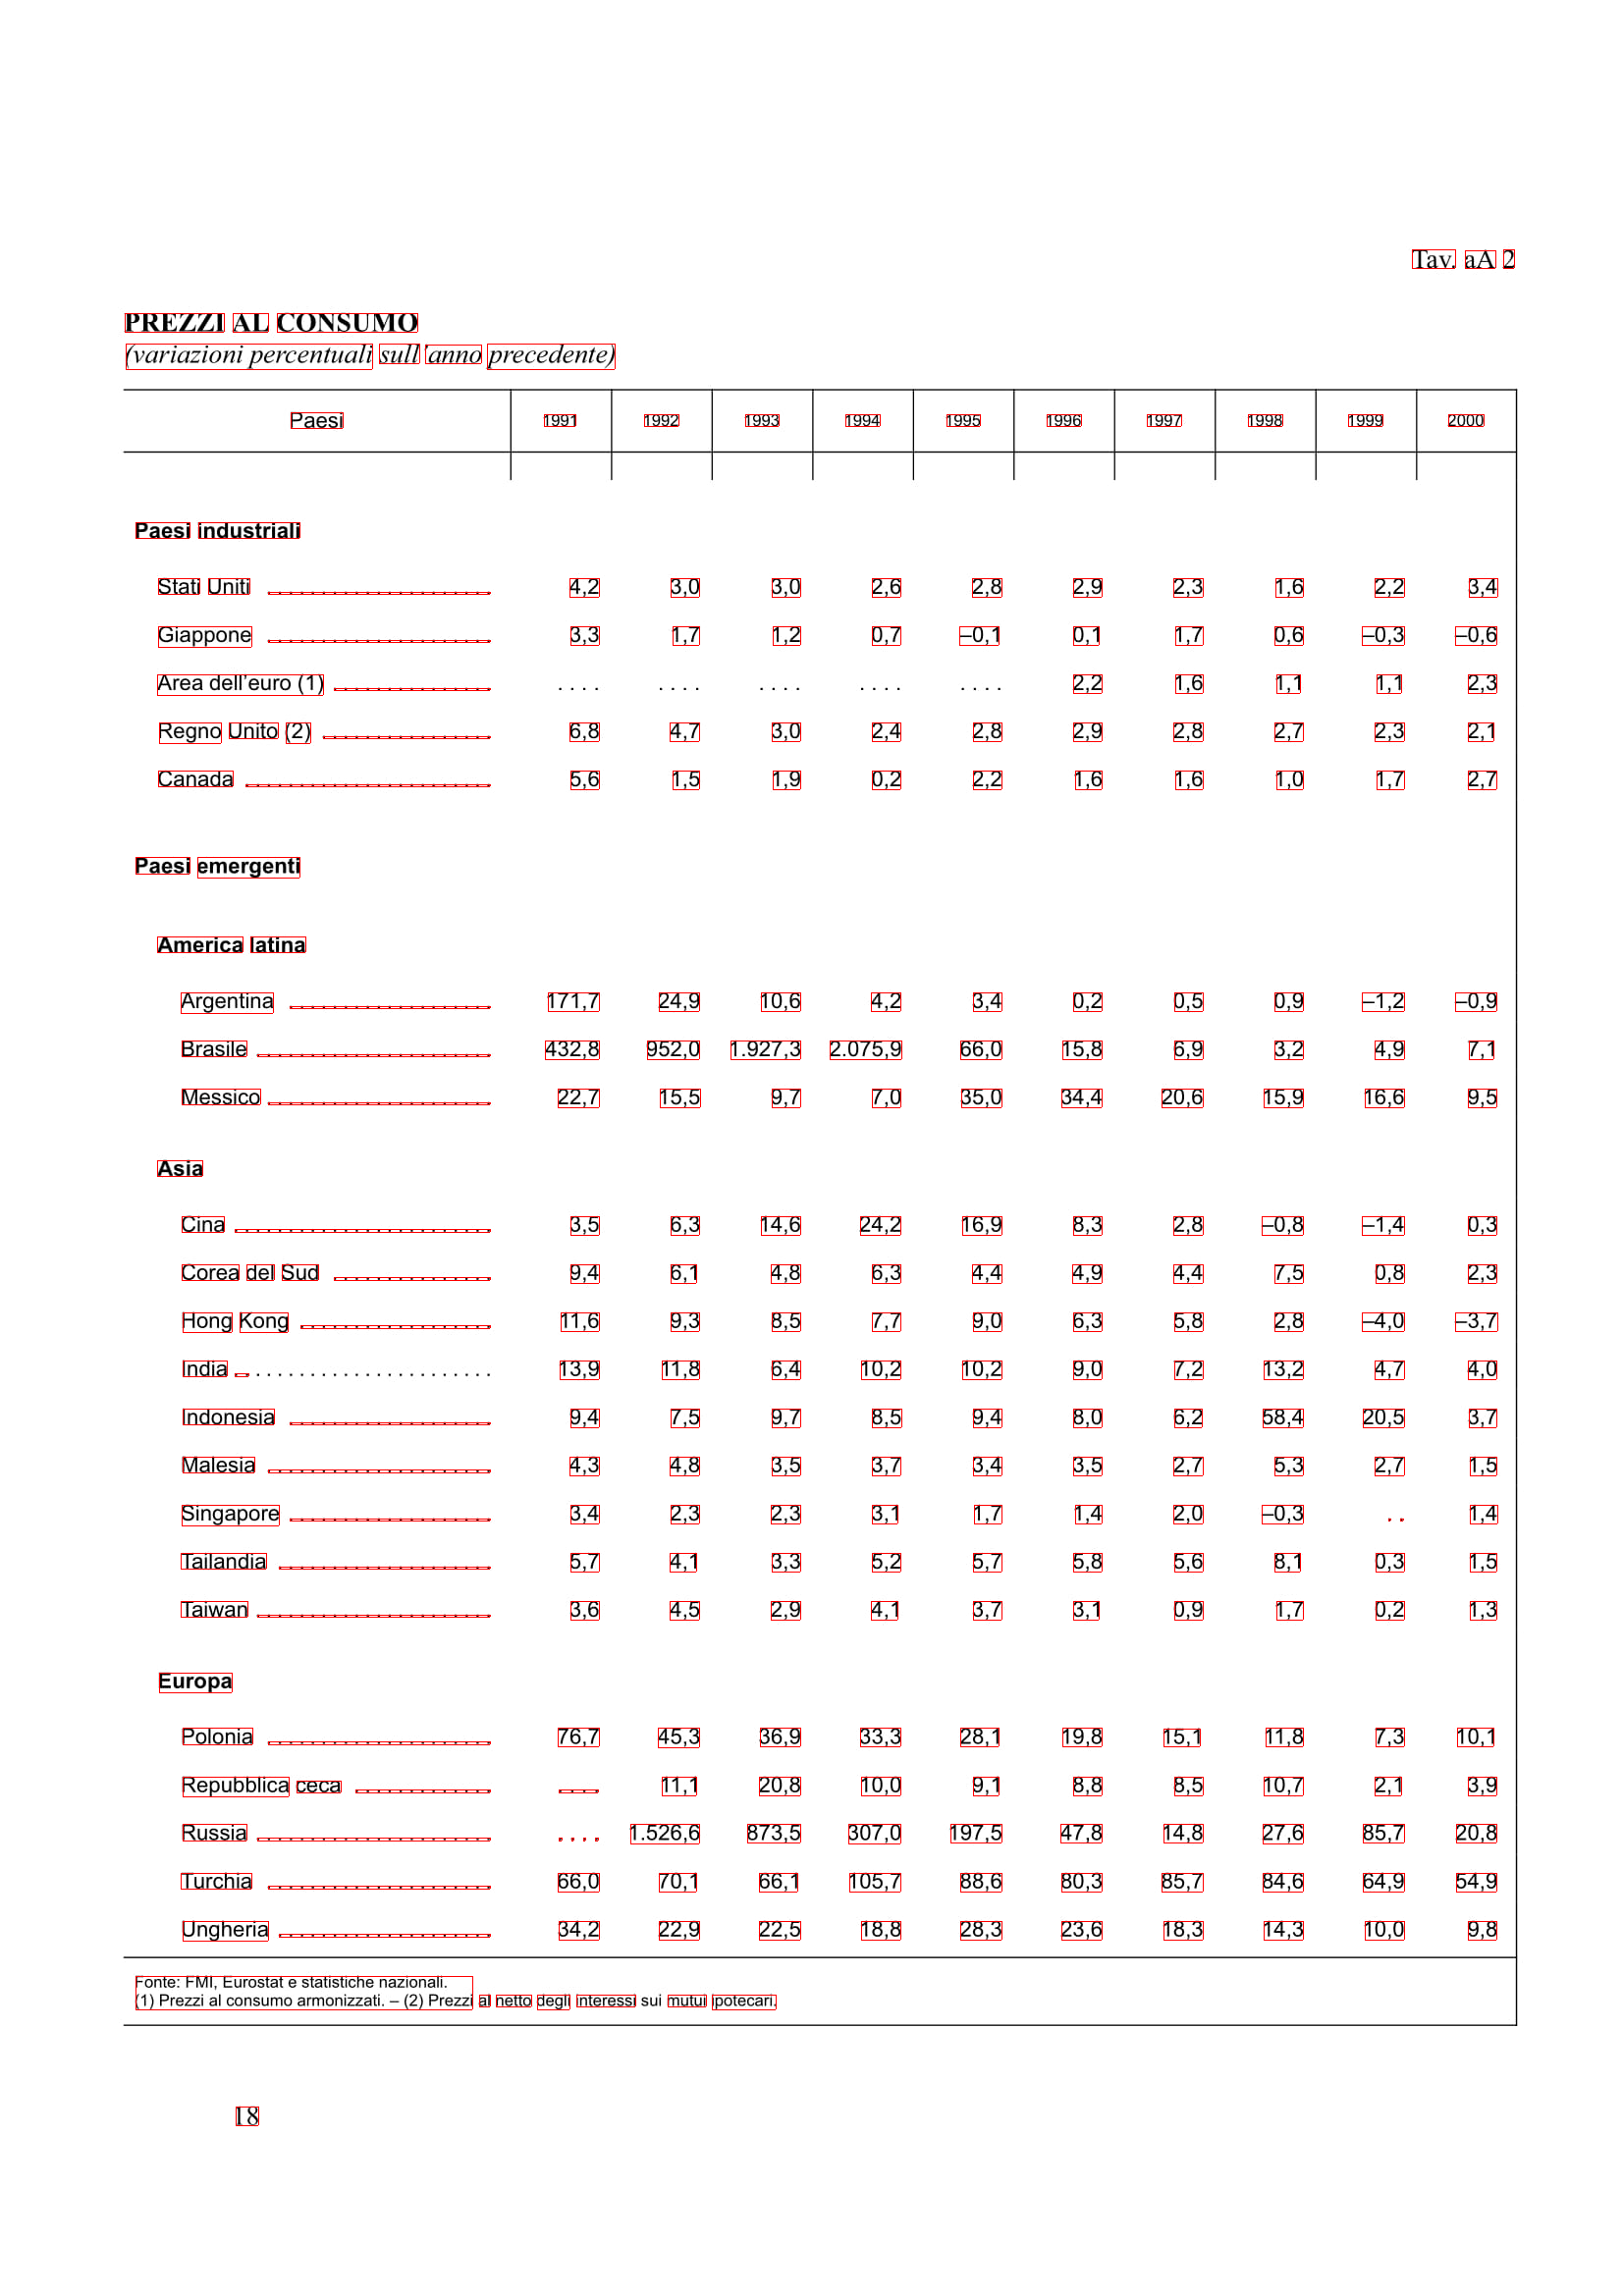 Tav. aA 2
PREZZI AL CONSUMO
(variazioni percentuali sull'anno precedente)
Paesi 1991 1992 1993 1994 1995 1996 1997 1998 1999 2000
Paesi industriali
Stati Uniti .................... 4,2 3,0 3,0 2,6 2,8 2,9 2,3 1,6 2,2 3,4
Giappone .................... 3,3 1,7 1,2 0,7 –0,1 0,1 1,7 0,6 –0,3 –0,6
Area dell'euro (1) .............. .... .... .... .... .... 2,2 1,6 1,1 1,1 2,3
Regno Unito (2) ............... 6,8 4,7 3,0 2,4 2,8 2,9 2,8 2,7 2,3 2,1
Canada ...................... 5,6 1,5 1,9 0,2 2,2 1,6 1,6 1,0 1,7 2,7
Paesi emergenti
America latina
Argentina .................. 171,7 24,9 10,6 4,2 3,4 0,2 0,5 0,9 –1,2 –0,9
Brasile ..................... 432,8 952,0 1.927,3 2.075,9 66,0 15,8 6,9 3,2 4,9 7,1
Messico .................... 22,7 15,5 9,7 7,0 35,0 34,4 20,6 15,9 16,6 9,5
Asia
Cina ....................... 3,5 6,3 14,6 24,2 16,9 8,3 2,8 –0,8 –1,4 0,3
Corea del Sud .............. 9,4 6,1 4,8 6,3 4,4 4,9 4,4 7,5 0,8 2,3
Hong Kong ................. 11,6 9,3 8,5 7,7 9,0 6,3 5,8 2,8 –4,0 –3,7
India ....................... 13,9 11,8 6,4 10,2 10,2 9,0 7,2 13,2 4,7 4,0
Indonesia .................. 9,4 7,5 9,7 8,5 9,4 8,0 6,2 58,4 20,5 3,7
Malesia .................... 4,3 4,8 3,5 3,7 3,4 3,5 2,7 5,3 2,7 1,5
Singapore .................. 3,4 2,3 2,3 3,1 1,7 1,4 2,0 –0,3 .. 1,4
Tailandia ................... 5,7 4,1 3,3 5,2 5,7 5,8 5,6 8,1 0,3 1,5
Taiwan ..................... 3,6 4,5 2,9 4,1 3,7 3,1 0,9 1,7 0,2 1,3
Europa
Polonia .................... 76,7 45,3 36,9 33,3 28,1 19,8 15,1 11,8 7,3 10,1
Repubblica ceca ............ .... 11,1 20,8 10,0 9,1 8,8 8,5 10,7 2,1 3,9
Russia ..................... .... 1.526,6 873,5 307,0 197,5 47,8 14,8 27,6 85,7 20,8
Turchia .................... 66,0 70,1 66,1 105,7 88,6 80,3 85,7 84,6 64,9 54,9
Ungheria ................... 34,2 22,9 22,5 18,8 28,3 23,6 18,3 14,3 10,0 9,8
Fonte: FMI, Eurostat e statistiche nazionali.
(1) Prezzi al consumo armonizzati. – (2) Prezzi al netto degli interessi sui mutui ipotecari.
18